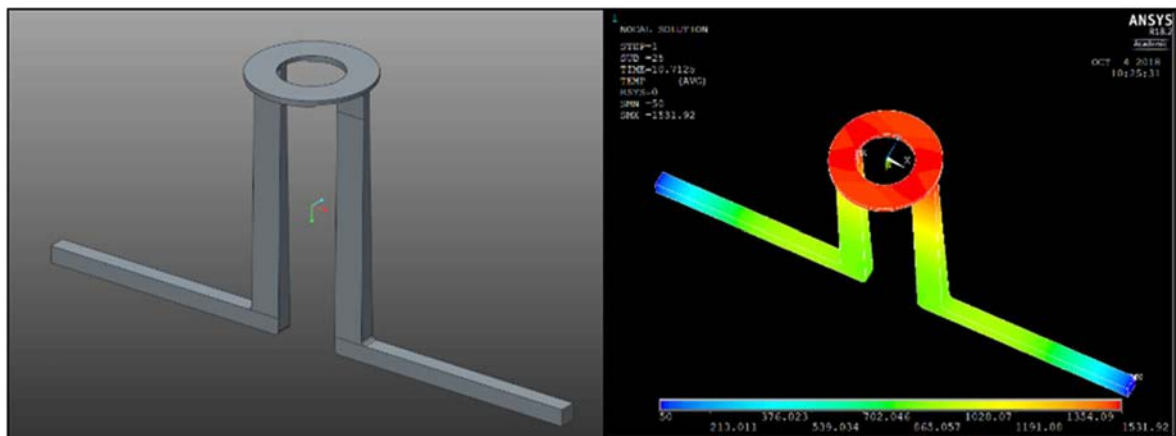 ANSYS
R18.2
Academic
NODAL SOLUTION
STEP=1
SUB =25
TIME=10.7125
TEMP (AVG)
RSYS=0
SMN =50
SMX =1531.92
OCT 4 2018
10:25:31
X
50 376.023 702.046 1028.07 1354.09
213.011 539.034 865.057 1191.08 1531.92